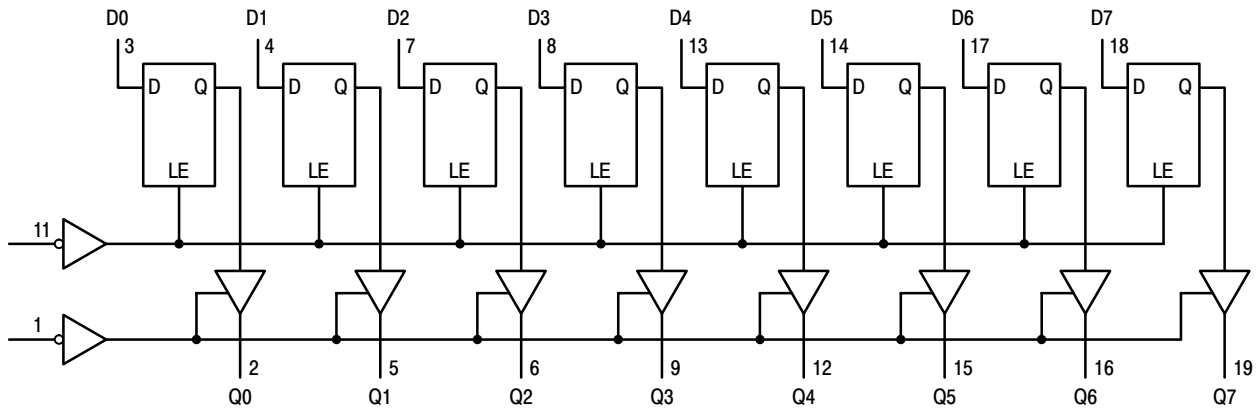 D0 D1 D2 D3 D4 D5 D6 D7
3 4 7 8 13 14 17 18
D Q D Q D Q D Q D Q D Q D Q D Q
LE LE LE LE LE LE LE LE
11
1
2 5 6 9 12 15 16 19
Q0 Q1 Q2 Q3 Q4 Q5 Q6 Q7